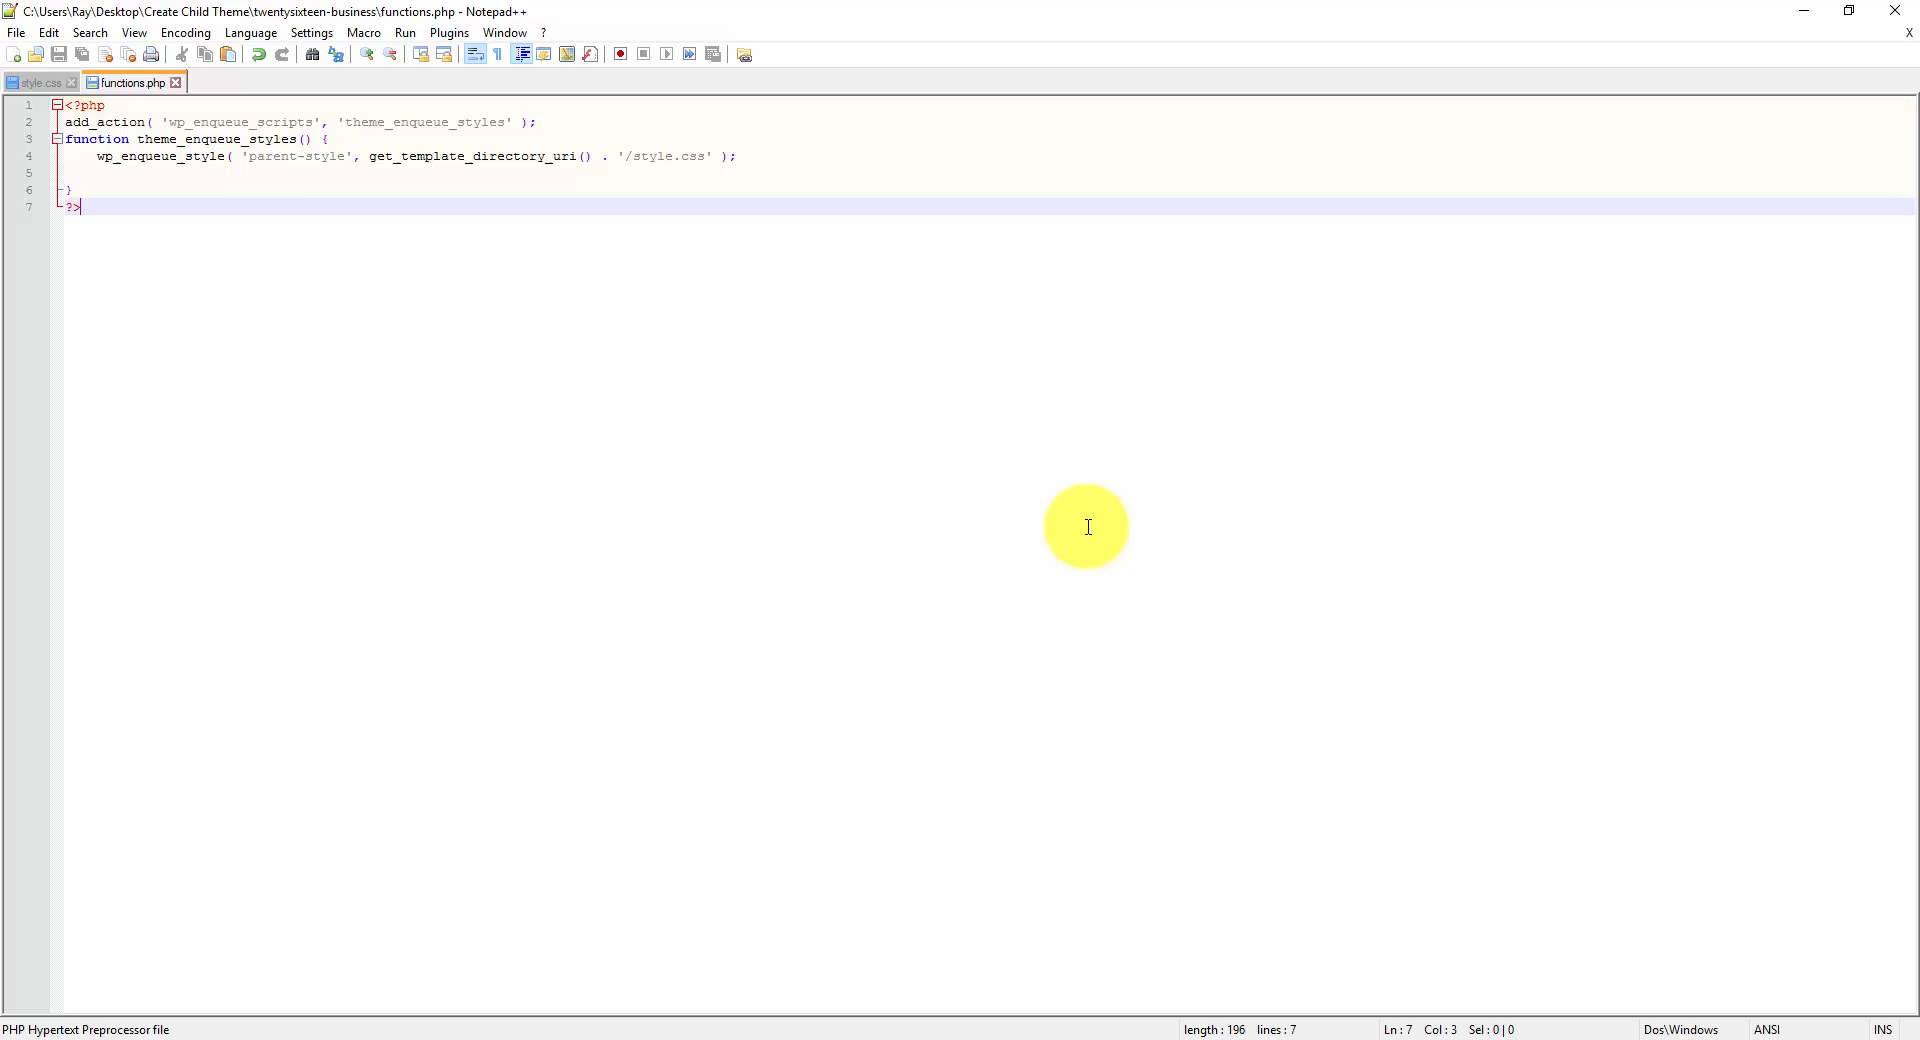 C:\Users\Ray\Desktop\Create Child Theme\twentysixteen-business\functions.php - Notepad++
File Edit Search View Encoding Language Settings Macro Run Plugins Window ? X
style.css functions.php
1 <?php
2 add_action( 'wp_enqueue_scripts', 'theme_enqueue_styles' );
3 function theme_enqueue_styles() {
4 wp_enqueue_style( 'parent-style', get_template_directory_uri() . '/style.css' );
5
6 }
7 ?>
PHP Hypertext Preprocessor file length : 196 lines : 7 Ln : 7 Col : 3 Sel : 0 | 0 Dos\Windows ANSI INS